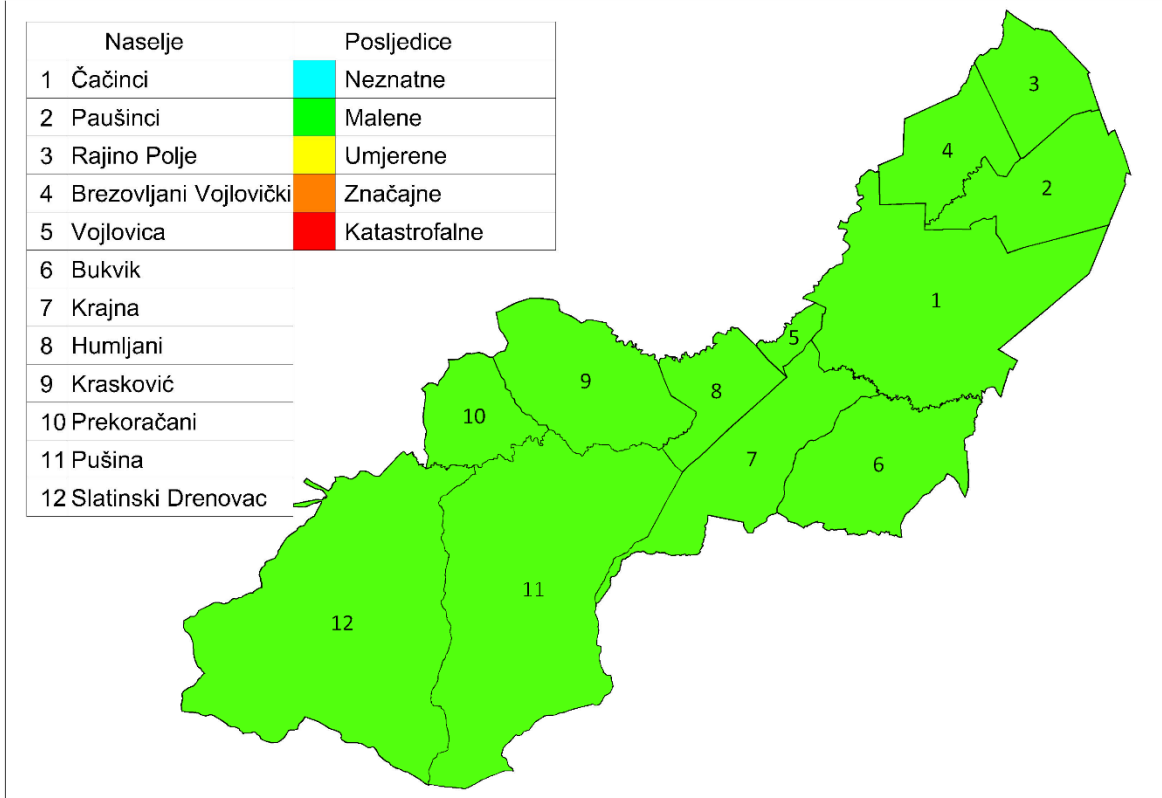 Naselje Posljedice
1 Čačinci Neznatne
2 Paušinci Malene
3 Rajino Polje Umjerene
4 Brezovljani Vojlovički Značajne
5 Vojlovica Katastrofalne
6 Bukvik
7 Krajna
8 Humljani
9 Krasković
10 Prekoračani
11 Pušina
12 Slatinski Drenovac
3
4
2
1
5
9
8
10
7
6
11
12